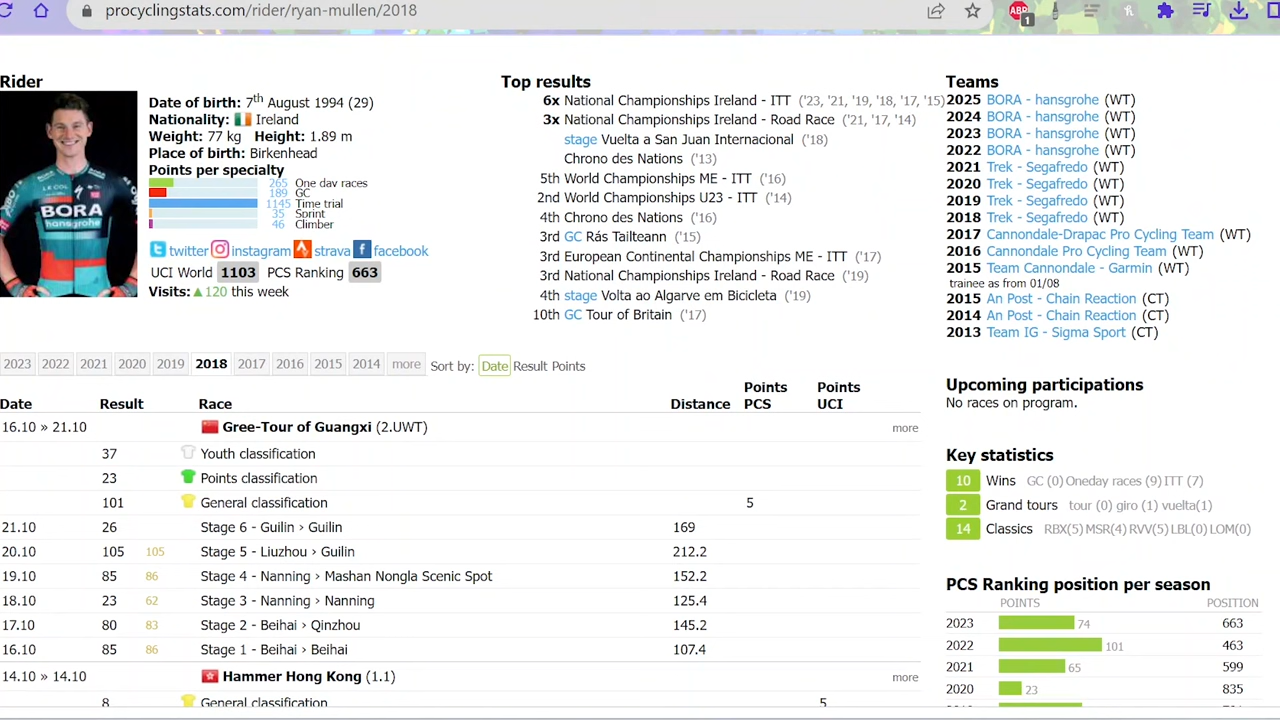 procyclingstats.com/rider/ryan-mullen/2018
ABP
1
Rider
LE COL
BORA
hansgrohe
Date of birth: 7th August 1994 (29)
Nationality: Ireland
Weight: 77 kg Height: 1.89 m
Place of birth: Birkenhead
Points per specialty
265 One day races
189 GC
1145 Time trial
35 Sprint
46 Climber
twitter instagram strava facebook
UCI World 1103 PCS Ranking 663
Visits: ▲120 this week
Top results
6x National Championships Ireland - ITT ('23, '21, '19, '18, '17, '15)
3x National Championships Ireland - Road Race ('21, '17, '14)
stage Vuelta a San Juan Internacional ('18)
Chrono des Nations ('13)
5th World Championships ME - ITT ('16)
2nd World Championships U23 - ITT ('14)
4th Chrono des Nations ('16)
3rd GC Rás Tailteann ('15)
3rd European Continental Championships ME - ITT ('17)
3rd National Championships Ireland - Road Race ('19)
4th stage Volta ao Algarve em Bicicleta ('19)
10th GC Tour of Britain ('17)
Teams
2025 BORA - hansgrohe (WT)
2024 BORA - hansgrohe (WT)
2023 BORA - hansgrohe (WT)
2022 BORA - hansgrohe (WT)
2021 Trek - Segafredo (WT)
2020 Trek - Segafredo (WT)
2019 Trek - Segafredo (WT)
2018 Trek - Segafredo (WT)
2017 Cannondale-Drapac Pro Cycling Team (WT)
2016 Cannondale Pro Cycling Team (WT)
2015 Team Cannondale - Garmin (WT)
trainee as from 01/08
2015 An Post - Chain Reaction (CT)
2014 An Post - Chain Reaction (CT)
2013 Team IG - Sigma Sport (CT)
2023 2022 2021 2020 2019 2018 2017 2016 2015 2014 more Sort by: Date Result Points
Date Result Race Distance Points PCS Points UCI
16.10 » 21.10 Gree-Tour of Guangxi (2.UWT) more
37 Youth classification
23 Points classification
101 General classification 5
21.10 26 Stage 6 - Guilin › Guilin 169
20.10 105 105 Stage 5 - Liuzhou › Guilin 212.2
19.10 85 86 Stage 4 - Nanning › Mashan Nongla Scenic Spot 152.2
18.10 23 62 Stage 3 - Nanning › Nanning 125.4
17.10 80 83 Stage 2 - Beihai › Qinzhou 145.2
16.10 85 86 Stage 1 - Beihai › Beihai 107.4
14.10 » 14.10 Hammer Hong Kong (1.1) more
8 General classification 5
Upcoming participations
No races on program.
Key statistics
10 Wins GC (0) Oneday races (9) ITT (7)
2 Grand tours tour (0) giro (1) vuelta(1)
14 Classics RBX(5) MSR(4) RVV(5) LBL(0) LOM(0)
PCS Ranking position per season
POINTS POSITION
2023 74 663
2022 101 463
2021 65 599
2020 23 835